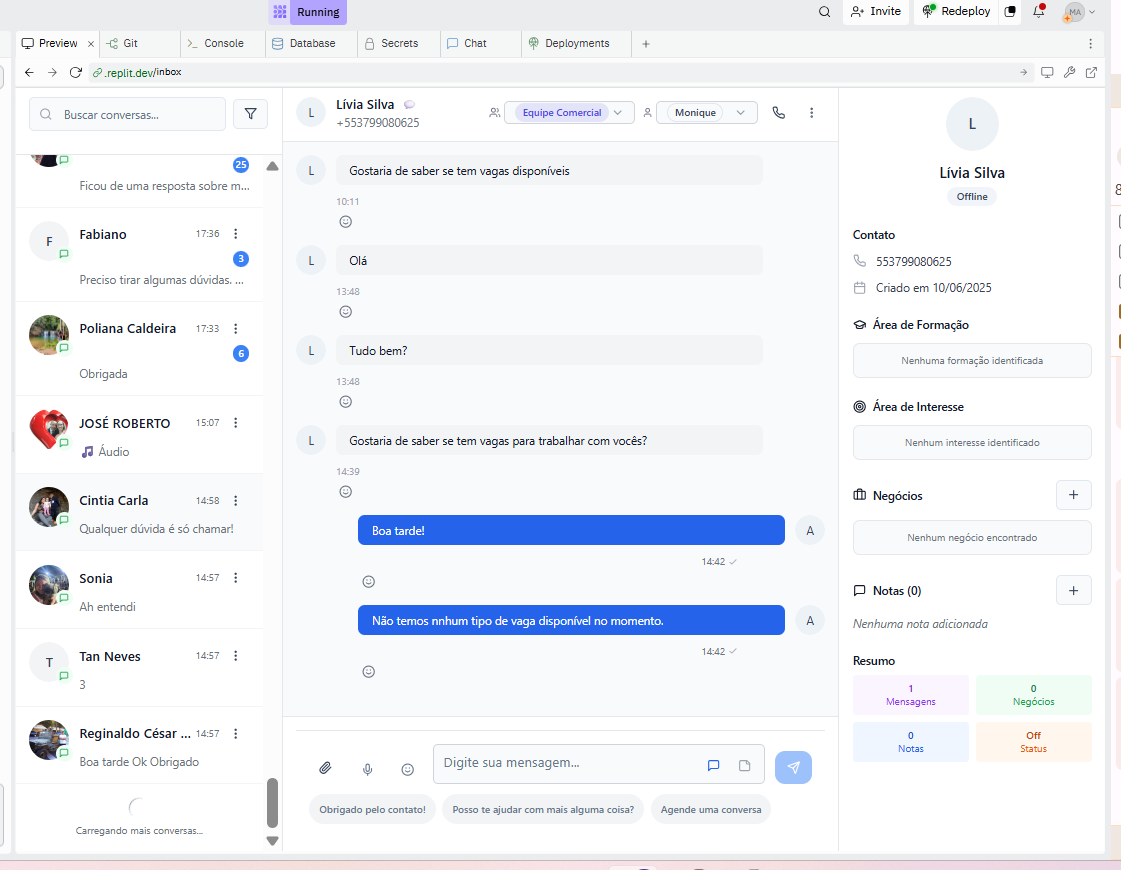 Running
Invite
Redeploy
MA
Preview
Git
Console
Database
Secrets
Chat
Deployments
.replit.dev/inbox
Buscar conversas...
25
Ficou de uma resposta sobre m...
F
Fabiano
17:36
3
Preciso tirar algumas dúvidas. ...
Poliana Caldeira
17:33
6
Obrigada
JOSÉ ROBERTO
15:07
Áudio
Cintia Carla
14:58
Qualquer dúvida é só chamar!
Sonia
14:57
Ah entendi
T
Tan Neves
14:57
3
Reginaldo César ...
14:57
Boa tarde Ok Obrigado
Carregando mais conversas...
L
Lívia Silva
+553799080625
Equipe Comercial
Monique
L
Gostaria de saber se tem vagas disponíveis
10:11
L
Olá
13:48
L
Tudo bem?
13:48
L
Gostaria de saber se tem vagas para trabalhar com vocês?
14:39
Boa tarde!
A
14:42
Não temos nnhum tipo de vaga disponível no momento.
A
14:42
Digite sua mensagem...
Obrigado pelo contato!
Posso te ajudar com mais alguma coisa?
Agende uma conversa
L
Lívia Silva
Offline
Contato
553799080625
Criado em 10/06/2025
Área de Formação
Nenhuma formação identificada
Área de Interesse
Nenhum interesse identificado
Negócios
Nenhum negócio encontrado
Notas (0)
Nenhuma nota adicionada
Resumo
1
Mensagens
0
Negócios
0
Notas
Off
Status